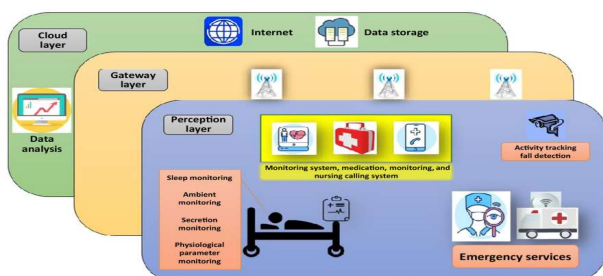 Cloud
layer
Internet
Data storage
Gateway
layer
Data
analysis
Perception
layer
Monitoring system, medication, monitoring, and
nursing calling system
Activity tracking
fall detection
Sleep monitoring
Ambient
monitoring
Secretion
monitoring
Physiological
parameter
monitoring
Emergency services